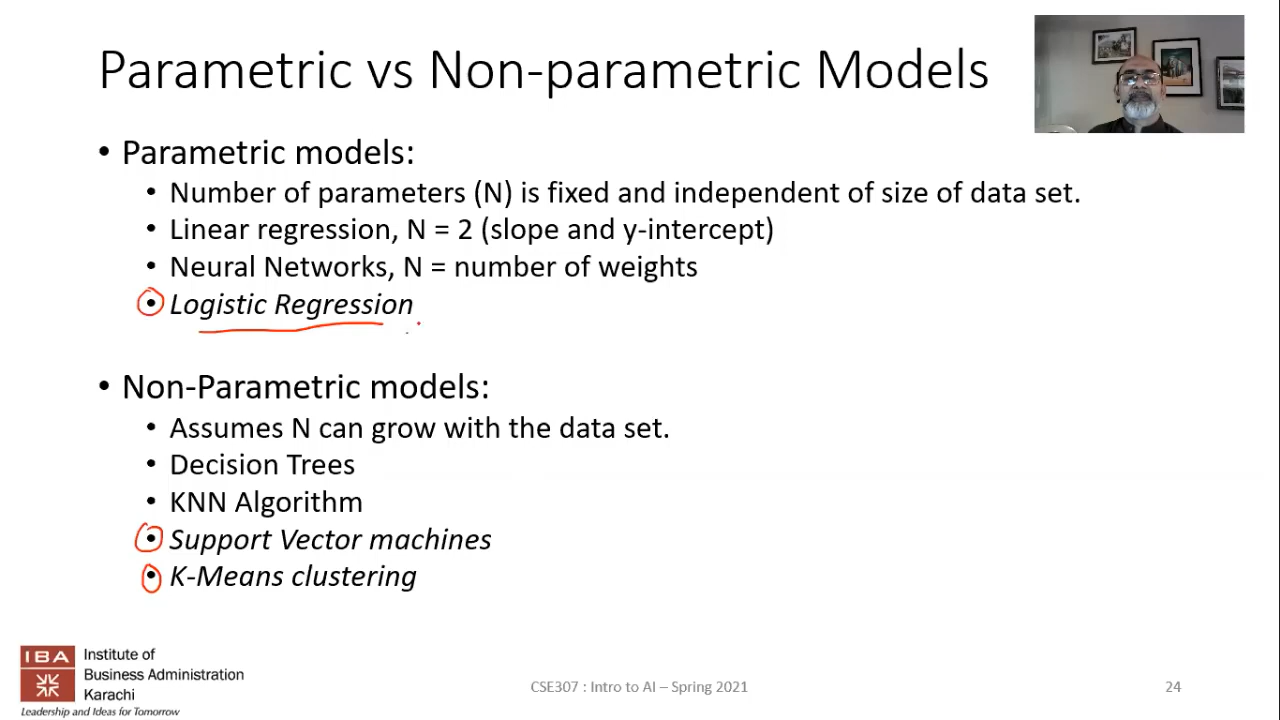 Parametric vs Non-parametric Models
• Parametric models:
• Number of parameters (N) is fixed and independent of size of data set.
• Linear regression, N = 2 (slope and y-intercept)
• Neural Networks, N = number of weights
• Logistic Regression
• Non-Parametric models:
• Assumes N can grow with the data set.
• Decision Trees
• KNN Algorithm
• Support Vector machines
• K-Means clustering
IBA
Institute of
Business Administration
Karachi
Leadership and Ideas for Tomorrow
CSE307 : Intro to AI – Spring 2021
24